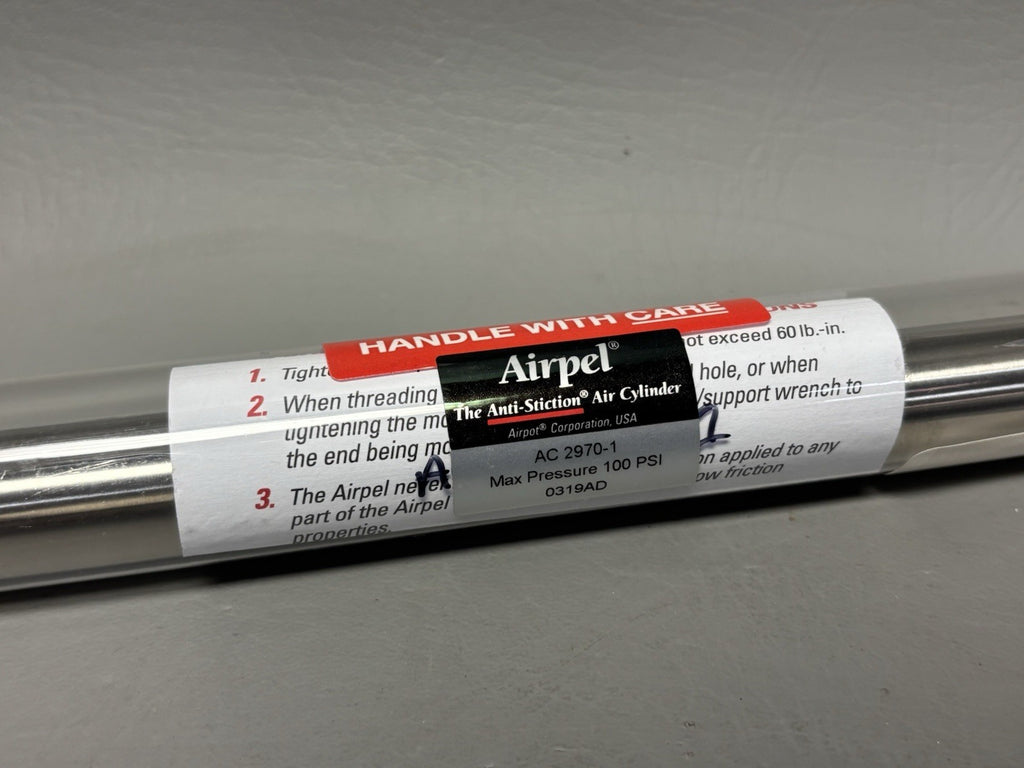 HANDLE WITH CARE
ONS
1. Tight
ot exceed 60 lb.-in.
2. When threading
hole, or when
tightening the mo
/support wrench to
the end being mo
3. The Airpel neve
on applied to any
part of the Airpel
ow friction
properties.
Airpel®
The Anti-Stiction® Air Cylinder
Airpot® Corporation, USA
AC 2970-1
Max Pressure 100 PSI
0319AD
A